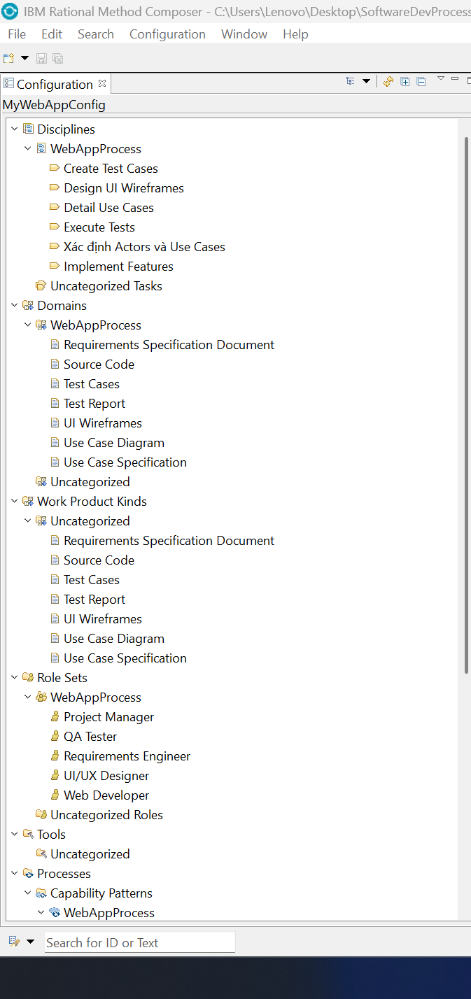 IBM Rational Method Composer - C:\Users\Lenovo\Desktop\SoftwareDevProcess
File Edit Search Configuration Window Help
Configuration
MyWebAppConfig
Disciplines
WebAppProcess
Create Test Cases
Design UI Wireframes
Detail Use Cases
Execute Tests
Xác định Actors và Use Cases
Implement Features
Uncategorized Tasks
Domains
WebAppProcess
Requirements Specification Document
Source Code
Test Cases
Test Report
UI Wireframes
Use Case Diagram
Use Case Specification
Uncategorized
Work Product Kinds
Uncategorized
Requirements Specification Document
Source Code
Test Cases
Test Report
UI Wireframes
Use Case Diagram
Use Case Specification
Role Sets
WebAppProcess
Project Manager
QA Tester
Requirements Engineer
UI/UX Designer
Web Developer
Uncategorized Roles
Tools
Uncategorized
Processes
Capability Patterns
WebAppProcess
Search for ID or Text